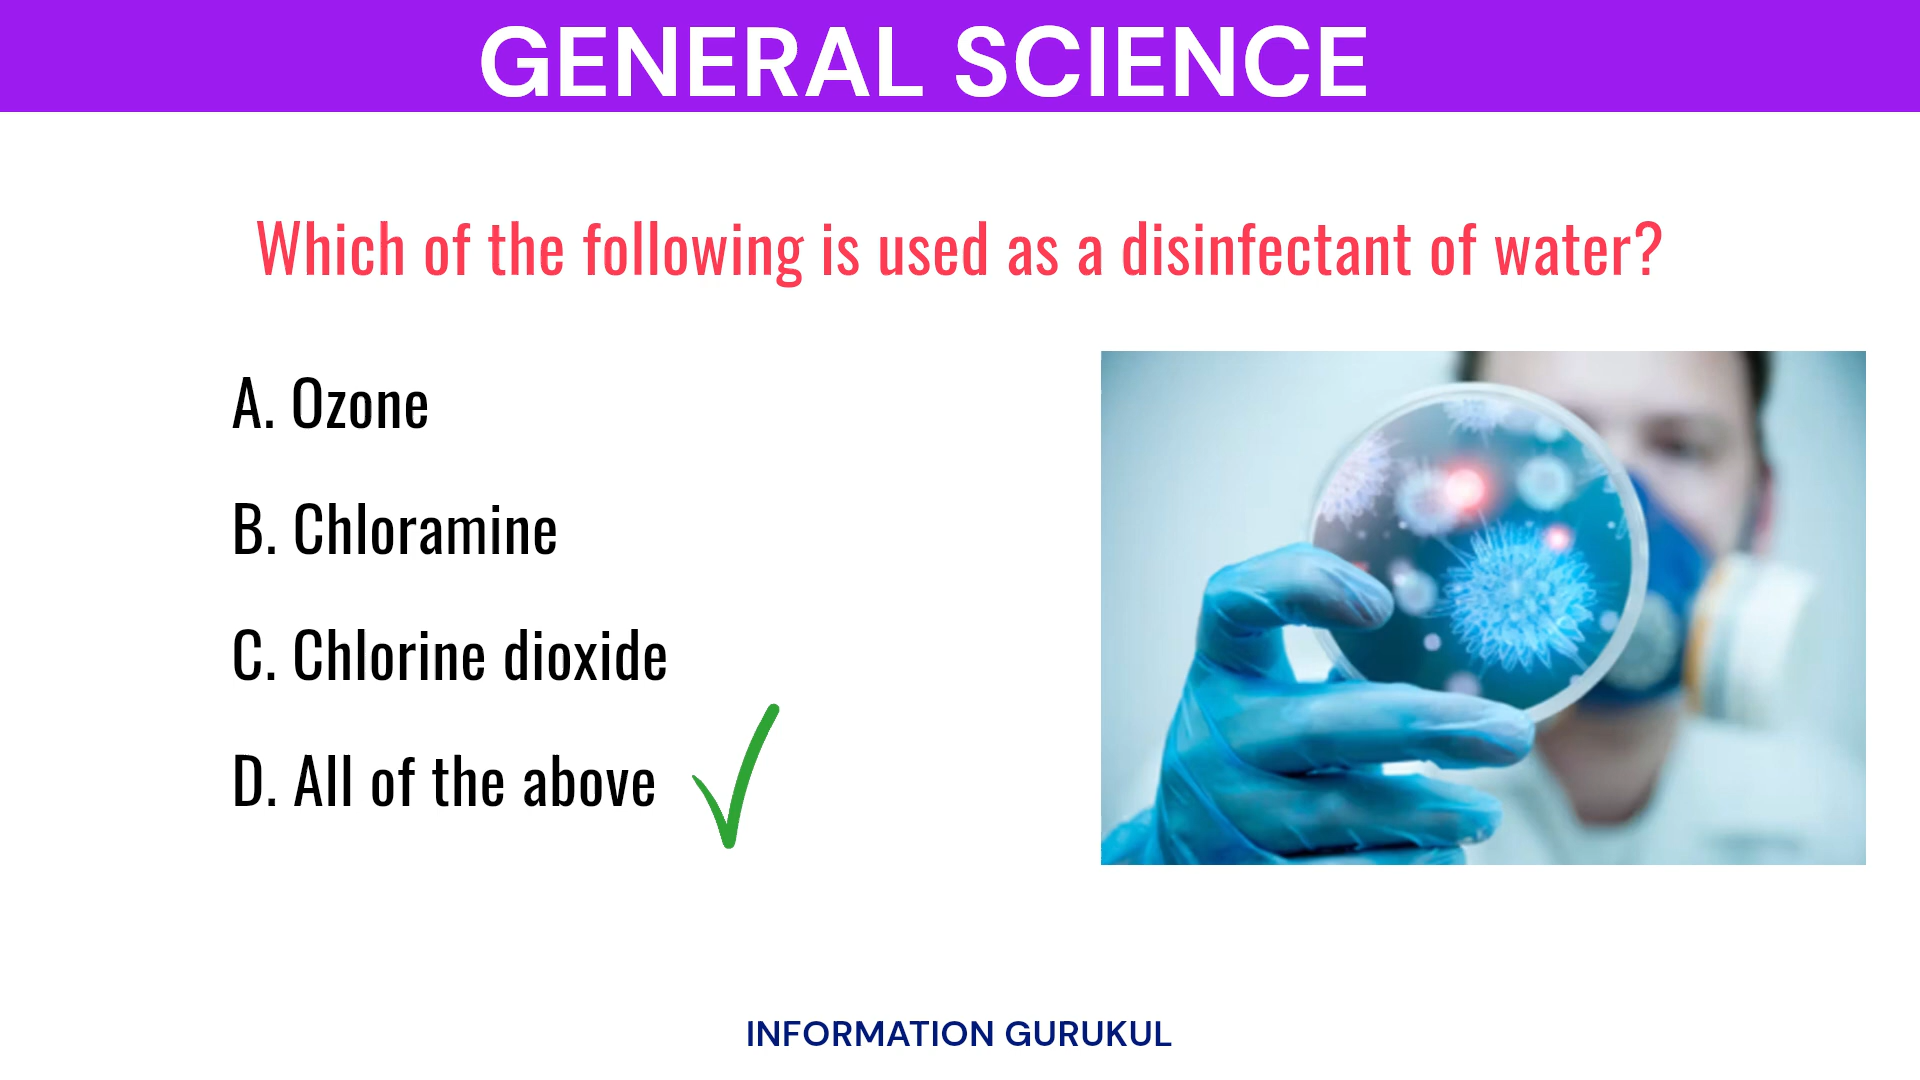 GENERAL SCIENCE
Which of the following is used as a disinfectant of water?
A. Ozone
B. Chloramine
C. Chlorine dioxide
D. All of the above
INFORMATION GURUKUL